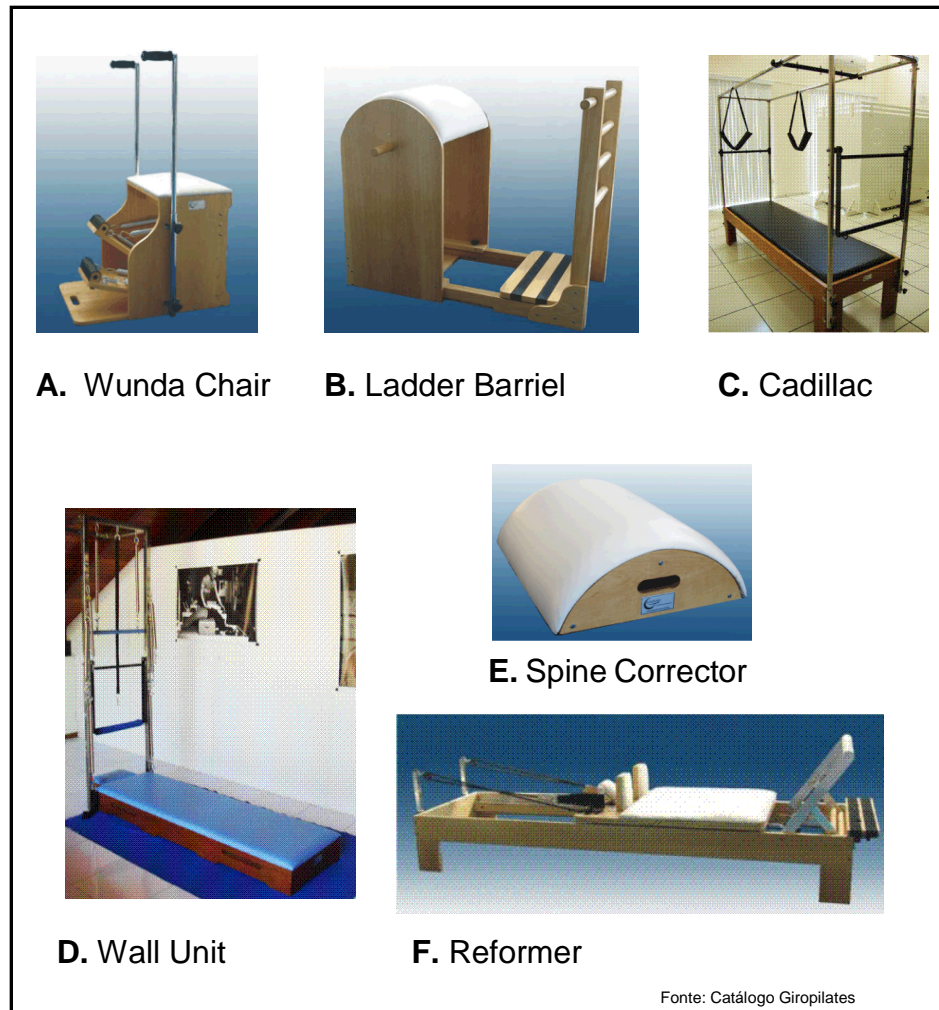 A. Wunda Chair
B. Ladder Barriel
C. Cadillac
E. Spine Corrector
D. Wall Unit
F. Reformer
Fonte: Catálogo Giropilates